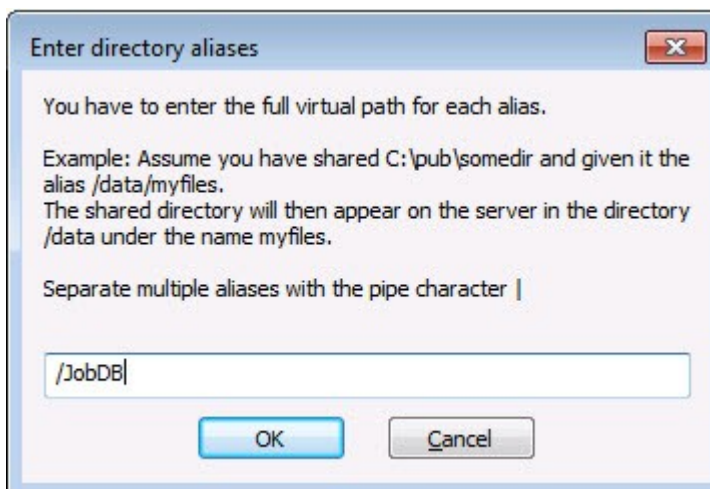 Enter directory aliases
You have to enter the full virtual path for each alias.
Example: Assume you have shared C:\pub\somedir and given it the
alias /data/myfiles.
The shared directory will then appear on the server in the directory
/data under the name myfiles.
Separate multiple aliases with the pipe character |
/JobDB
OK
Cancel